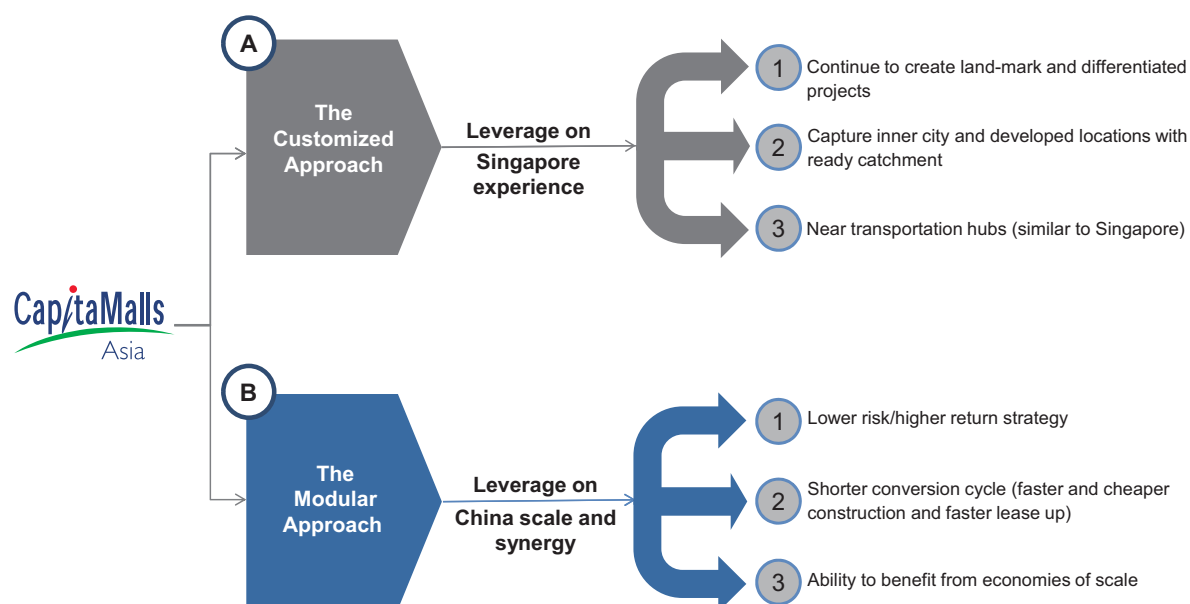 A
The
Customized
Approach
Leverage on
Singapore
experience
1
Continue to create land-mark and differentiated
projects
2
Capture inner city and developed locations with
ready catchment
3
Near transportation hubs (similar to Singapore)
CapitaMalls
Asia
B
The
Modular
Approach
Leverage on
China scale and
synergy
1
Lower risk/higher return strategy
2
Shorter conversion cycle (faster and cheaper
construction and faster lease up)
3
Ability to benefit from economies of scale